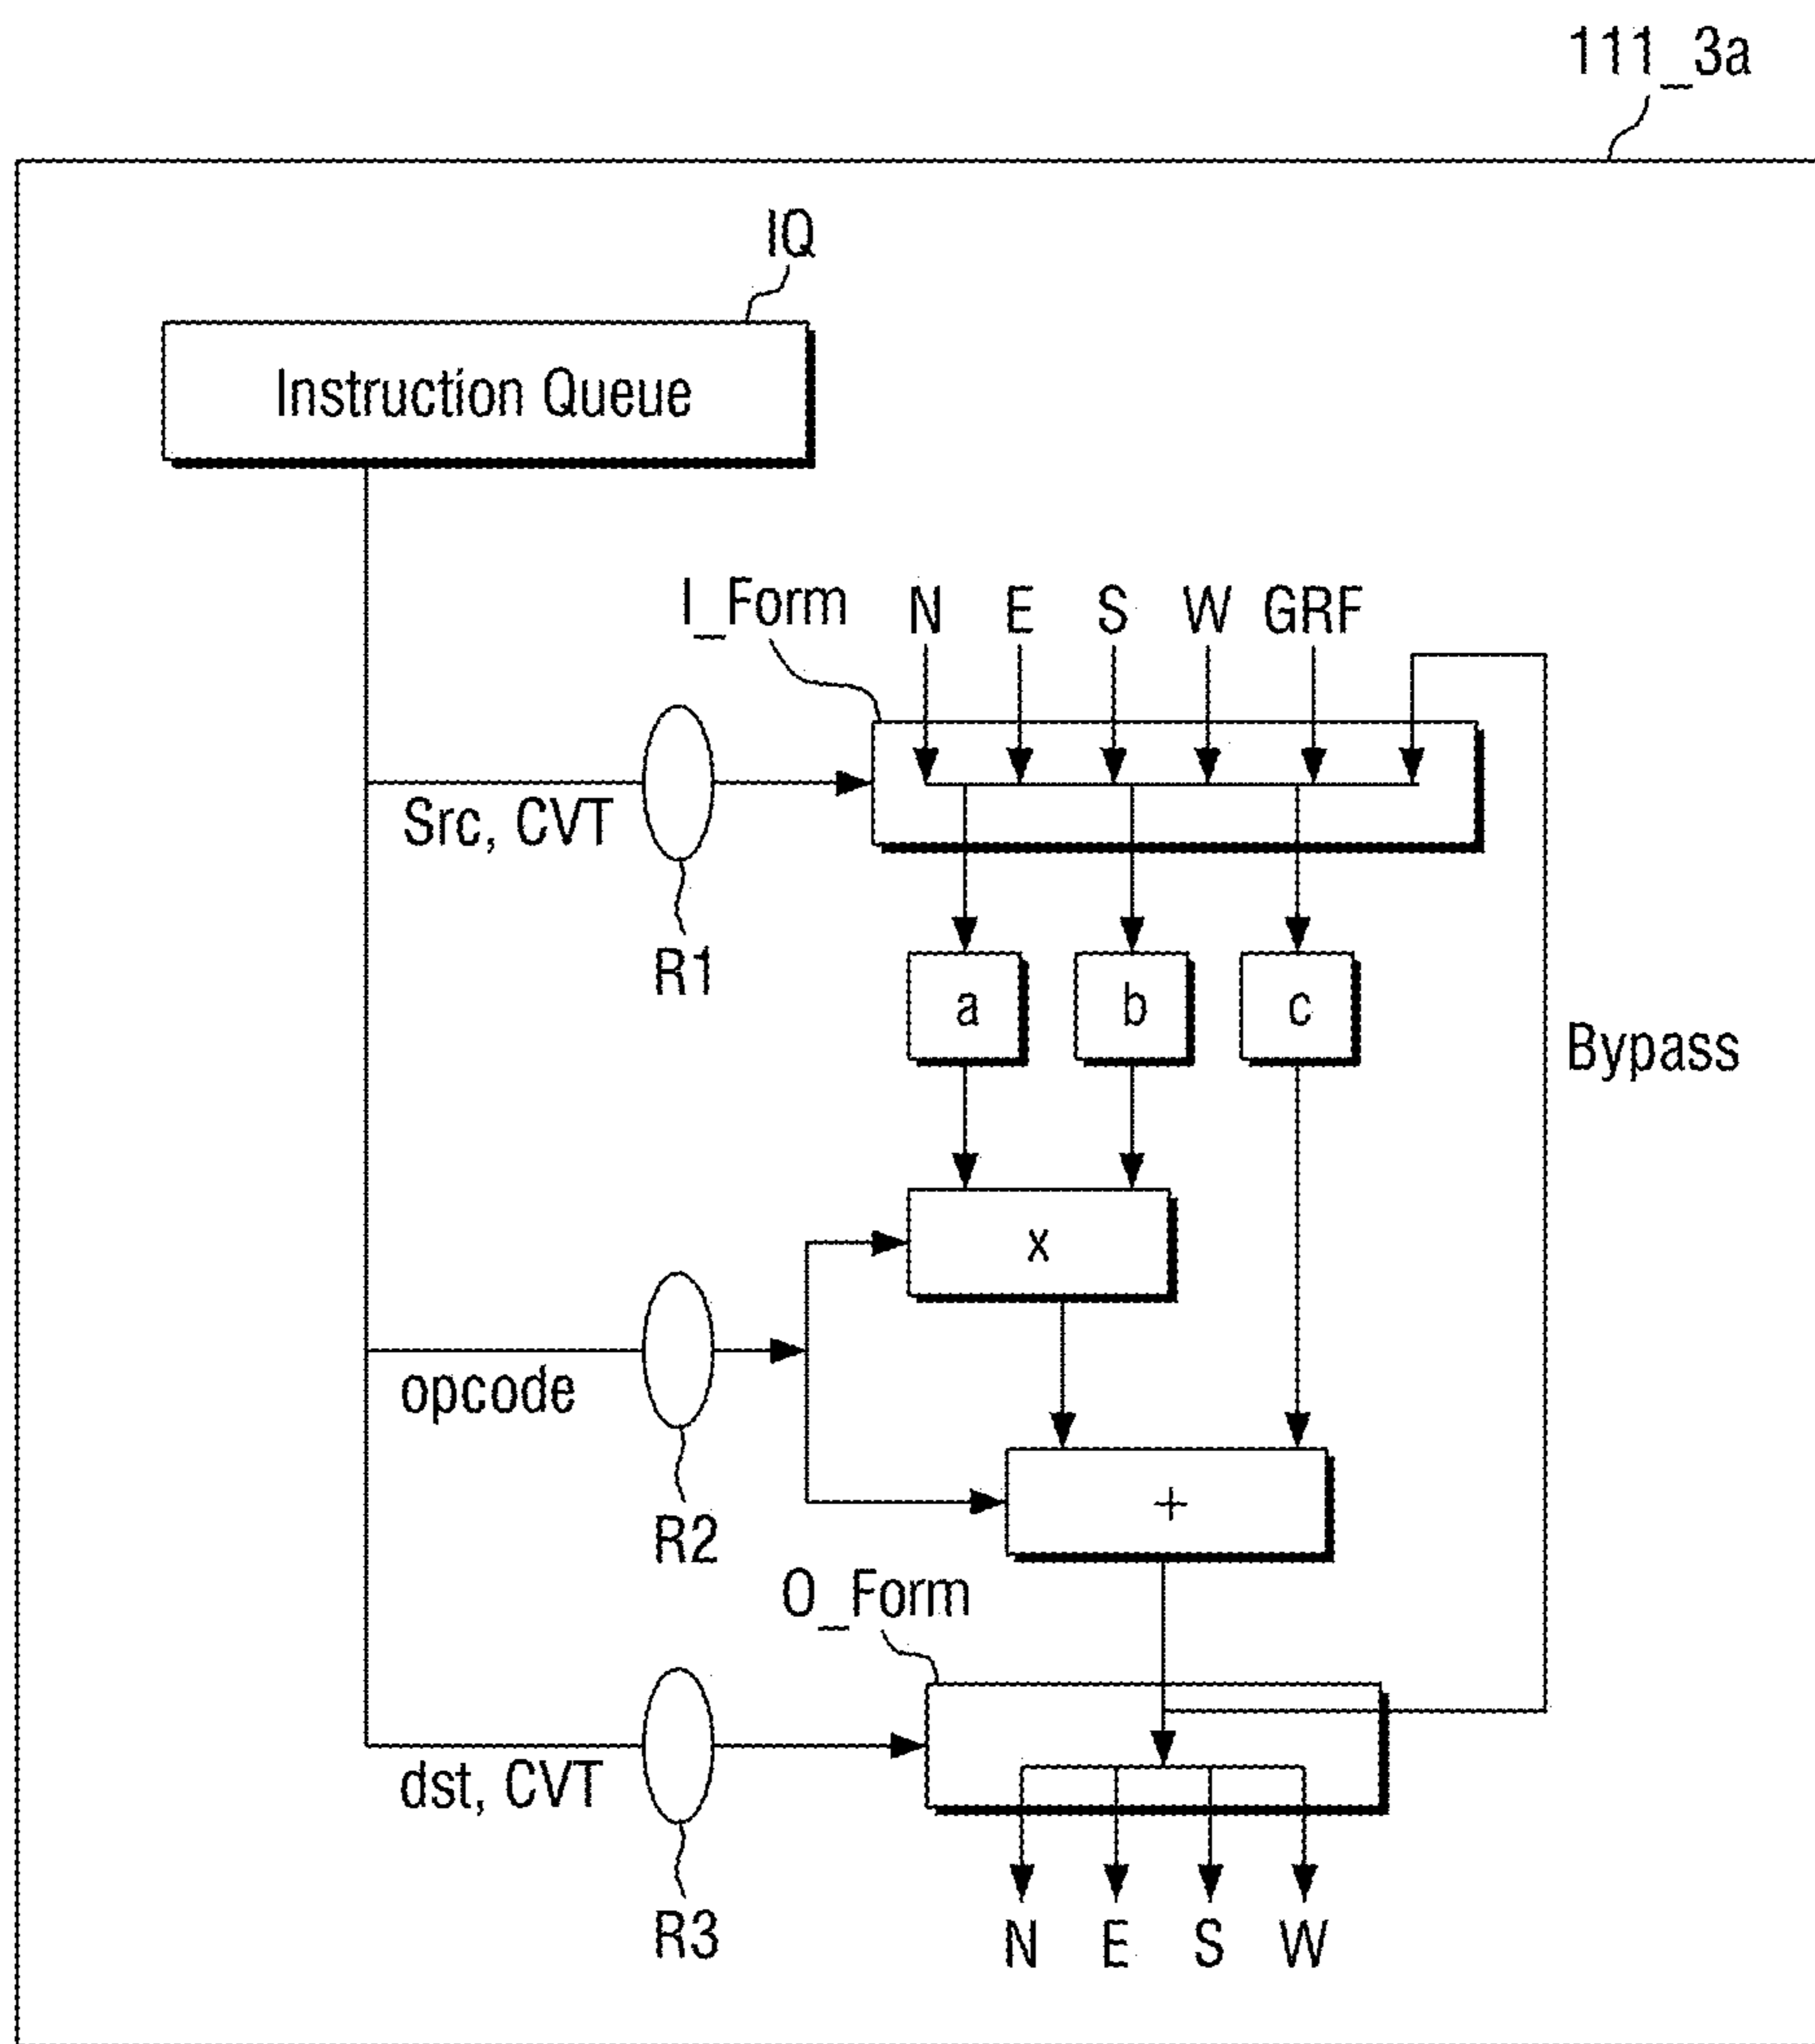 111_3a
IQ
Instruction Queue
I_Form
N E S W GRF
Src, CVT
R1
a b c
Bypass
x
opcode
R2
+
O_Form
dst, CVT
R3
N E S W